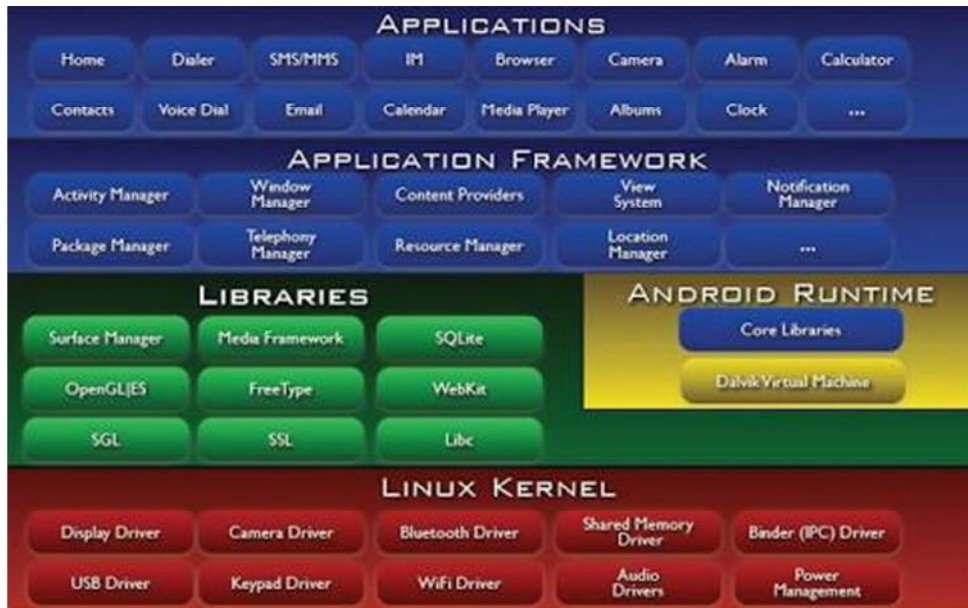 APPLICATIONS
Home Dialer SMS/MMS IM Browser Camera Alarm Calculator
Contacts Voice Dial Email Calendar Media Player Albums Clock ...
APPLICATION FRAMEWORK
Activity Manager Window Manager Content Providers View System Notification Manager
Package Manager Telephony Manager Resource Manager Location Manager ...
LIBRARIES ANDROID RUNTIME
Surface Manager Media Framework SQLite Core Libraries
OpenGL|ES FreeType WebKit Dalvik Virtual Machine
SGL SSL Libc
LINUX KERNEL
Display Driver Camera Driver Bluetooth Driver Shared Memory Driver Binder (IPC) Driver
USB Driver Keypad Driver WiFi Driver Audio Drivers Power Management